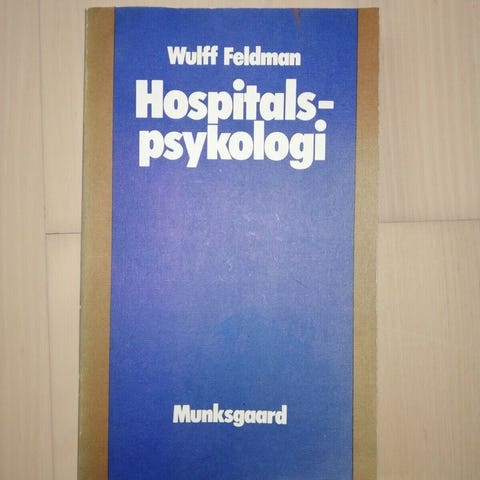 Wulff Feldman
Hospitals-
psykologi
Munksgaard